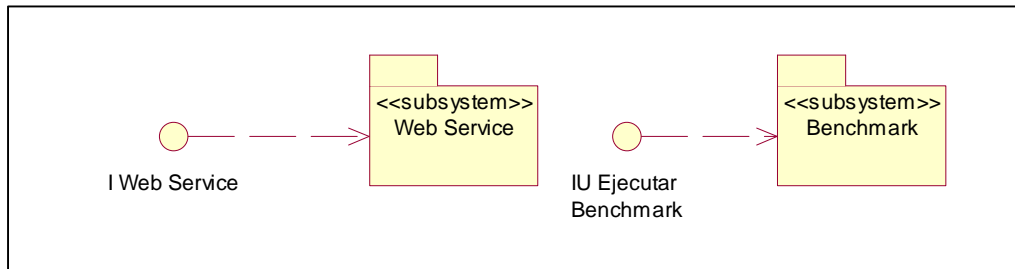 <<subsystem>>
Web Service
I Web Service
<<subsystem>>
Benchmark
IU Ejecutar
Benchmark